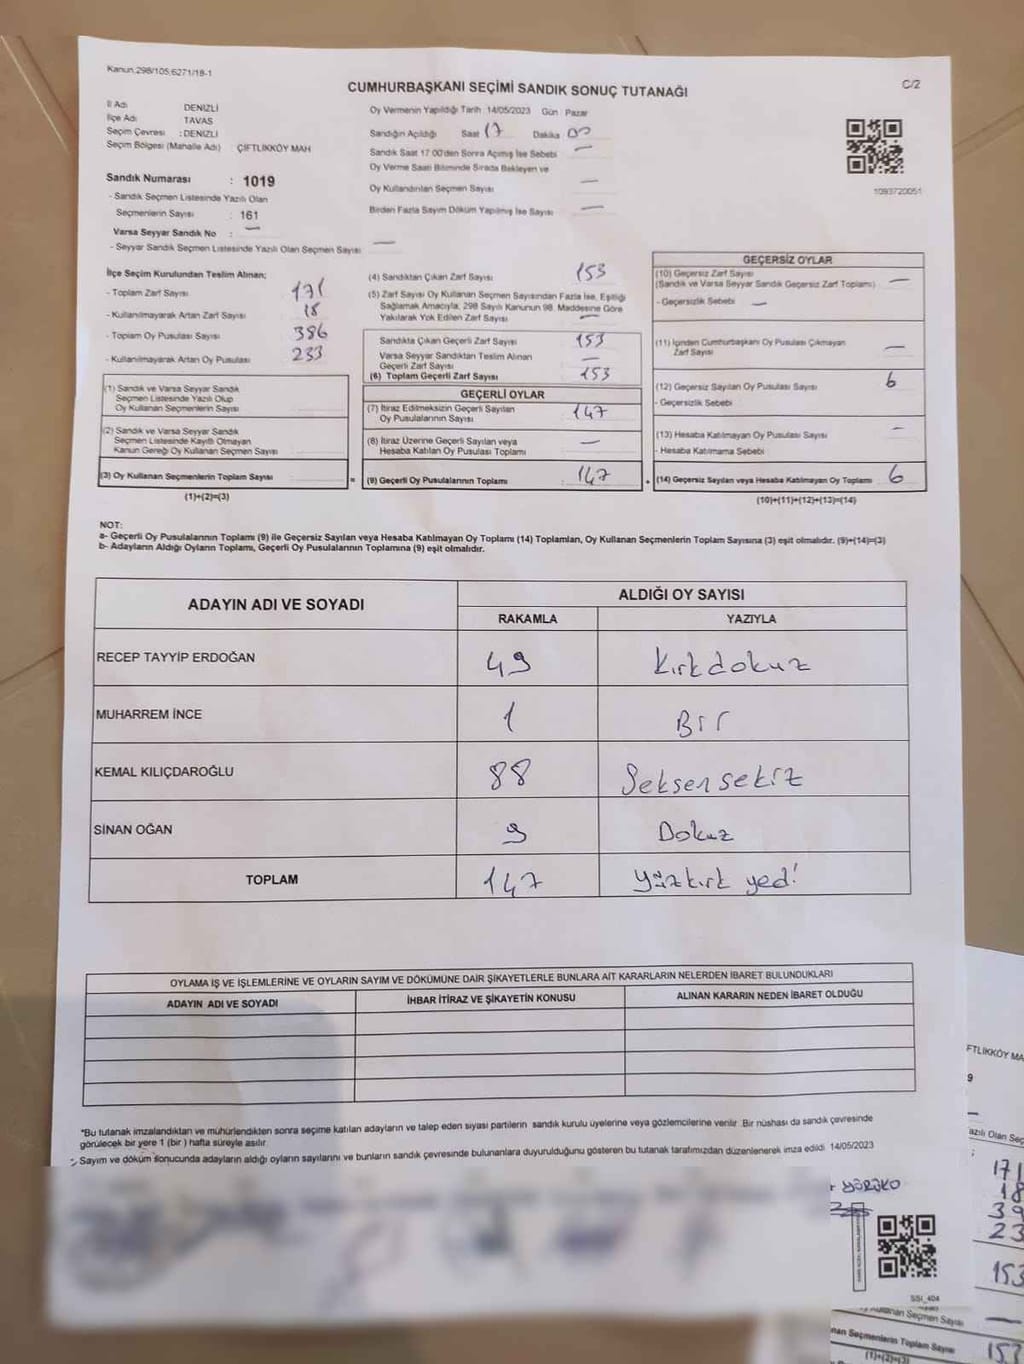 Kanun.298/105;6271/18-1
C/2
CUMHURBAŞKANI SEÇİMİ SANDIK SONUÇ TUTANAĞI
İl Adı DENİZLİ
İlçe Adı TAVAS
Seçim Çevresi : DENİZLİ
Seçim Bölgesi (Mahalle Adı) ÇİFTLİKKÖY MAH
Sandık Numarası : 1019
- Sandık Seçmen Listesinde Yazılı Olan
Seçmenlerin Sayısı : 161
Varsa Seyyar Sandık No : —
- Seyyar Sandık Seçmen Listesinde Yazılı Olan Seçmen Sayısı —
Oy Vermenin Yapıldığı Tarih :14/05/2023 Gün : Pazar
Sandığın Açıldığı Saat 17 Dakika 00
Sandık Saat 17:00'den Sonra Açılmış İse Sebebi —
Oy Verme Saati Bitiminde Sırada Bekleyen ve
Oy Kullandırılan Seçmen Sayısı —
Birden Fazla Sayım Döküm Yapılmış İse Sayısı —
1093720051
İlçe Seçim Kurulundan Teslim Alınan;
- Toplam Zarf Sayısı 171
- Kullanılmayarak Artan Zarf Sayısı 18
- Toplam Oy Pusulası Sayısı 386
- Kullanılmayarak Artan Oy Pusulası 233
(1) Sandık ve Varsa Seyyar Sandık
Seçmen Listesinde Yazılı Olup
Oy Kullanan Seçmenlerin Sayısı
(2) Sandık ve Varsa Seyyar Sandık
Seçmen Listesinde Kayıtlı Olmayan
Kanun Gereği Oy Kullanan Seçmen Sayısı
(3) Oy Kullanan Seçmenlerin Toplam Sayısı =
(1)+(2)=(3)
(4) Sandıktan Çıkan Zarf Sayısı 153
(5) Zarf Sayısı Oy Kullanan Seçmen Sayısından Fazla İse, Eşitliği
Sağlamak Amacıyla, 298 Sayılı Kanunun 98. Maddesine Göre
Yakılarak Yok Edilen Zarf Sayısı —
Sandıkta Çıkan Geçerli Zarf Sayısı 153
Varsa Seyyar Sandıktan Teslim Alınan
Geçerli Zarf Sayısı —
(6) Toplam Geçerli Zarf Sayısı 153
GEÇERLİ OYLAR
(7) İtiraz Edilmeksizin Geçerli Sayılan
Oy Pusulalarının Sayısı 147
(8) İtiraz Üzerine Geçerli Sayılan veya
Hesaba Katılan Oy Pusulası Toplamı —
(9) Geçerli Oy Pusulalarının Toplamı : 147 +
GEÇERSİZ OYLAR
(10) Geçersiz Zarf Sayısı
(Sandık ve Varsa Seyyar Sandık Geçersiz Zarf Toplamı) —
- Geçersizlik Sebebi —
(11) İçinden Cumhurbaşkanı Oy Pusulası Çıkmayan
Zarf Sayısı —
(12) Geçersiz Sayılan Oy Pusulası Sayısı 6
- Geçersizlik Sebebi
(13) Hesaba Katılmayan Oy Pusulası Sayısı —
- Hesaba Katılmama Sebebi
(14) Geçersiz Sayılan veya Hesaba Katılmayan Oy Toplamı 6
(10)+(11)+(12)+(13)=(14)
NOT:
a- Geçerli Oy Pusulalarının Toplamı (9) ile Geçersiz Sayılan veya Hesaba Katılmayan Oy Toplamı (14) Toplamları, Oy Kullanan Seçmenlerin Toplam Sayısına (3) eşit olmalıdır. (9)+(14)=(3)
b- Adayların Aldığı Oyların Toplamı, Geçerli Oy Pusulalarının Toplamına (9) eşit olmalıdır.
ADAYIN ADI VE SOYADI ALDIĞI OY SAYISI
RAKAMLA YAZIYLA
RECEP TAYYİP ERDOĞAN 49 Kırkdokuz
MUHARREM İNCE 1 Bir
KEMAL KILIÇDAROĞLU 88 Seksensekiz
SİNAN OĞAN 9 Dokuz
TOPLAM 147 Yüzkırk yedi
OYLAMA İŞ VE İŞLEMLERİNE VE OYLARIN SAYIM VE DÖKÜMÜNE DAİR ŞİKAYETLERLE BUNLARA AİT KARARLARIN NELERDEN İBARET BULUNDUKLARI
ADAYIN ADI VE SOYADI İHBAR İTİRAZ VE ŞİKAYETİN KONUSU ALINAN KARARIN NEDEN İBARET OLDUĞU
*Bu tutanak imzalandıktan ve mühürlendikten sonra seçime katılan adayların ve talep eden siyasi partilerin sandık kurulu üyelerine veya gözlemcilerine verilir. Bir nüshası da sandık çevresinde
görülecek bir yere 1 (bir) hafta süreyle asılır.
- Sayım ve döküm sonucunda adayların aldığı oyların sayılarını ve bunların sandık çevresinde bulunanlara duyurulduğunu gösteren bu tutanak tarafımızdan düzenlenerek imza edildi. 14/05/2023
SSI_404
FTLİKKÖY MA
9
azılı Olan Seç
171
18
39
23
153
Kullanan Seçmen Sayısı
nan Seçmenlerin Toplam Sayısı 153
(1)+(2)=(3)